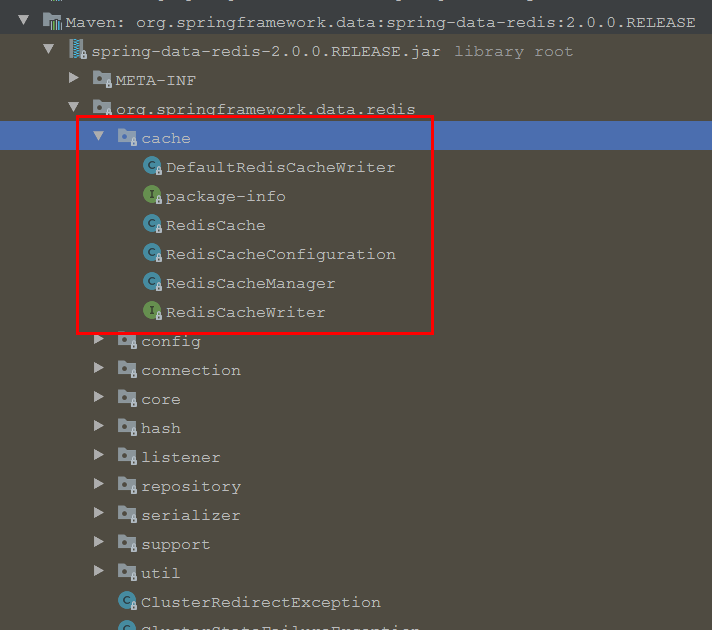 Maven: org.springframework.data:spring-data-redis:2.0.0.RELEASE
spring-data-redis-2.0.0.RELEASE.jar library root
META-INF
org.springframework.data.redis
cache
DefaultRedisCacheWriter
package-info
RedisCache
RedisCacheConfiguration
RedisCacheManager
RedisCacheWriter
config
connection
core
hash
listener
repository
serializer
support
util
ClusterRedirectException
ClusterStateFailureException